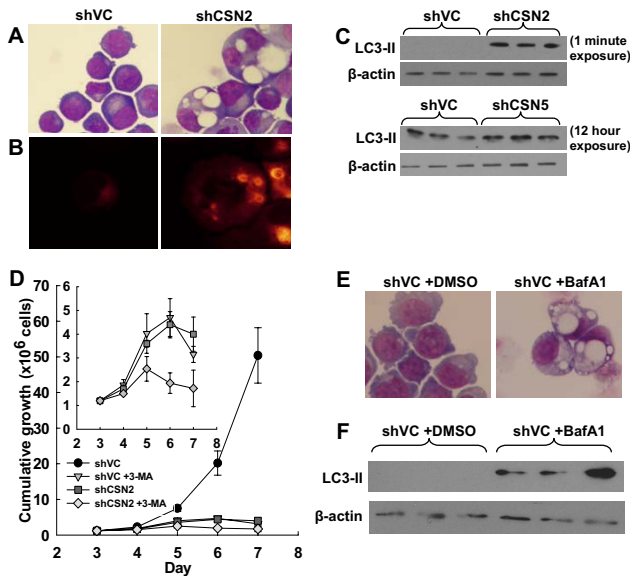 A
shVC
shCSN2
B
C
shVC
shCSN2
LC3-II
(1 minute
exposure)
β-actin
shVC
shCSN5
LC3-II
(12 hour
exposure)
β-actin
D
Cumulative growth (x10⁶ cells)
70
60
50
40
30
20
10
0
6
5
4
3
2
1
2 3 4 5 6 7 8
shVC
shVC +3-MA
shCSN2
shCSN2 +3-MA
2 3 4 5 6 7 8
Day
E
shVC +DMSO
shVC +BafA1
F
shVC +DMSO
shVC +BafA1
LC3-II
β-actin